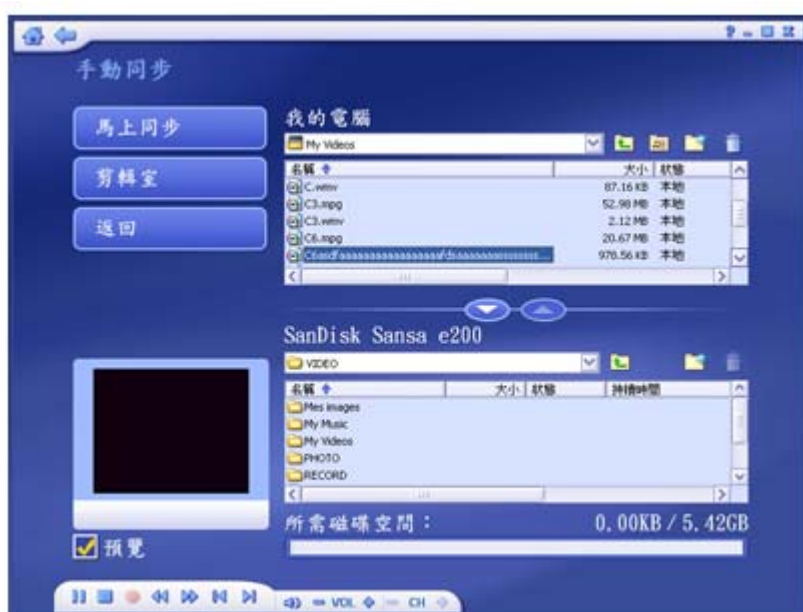 手動同步
馬上同步
剪輯室
返回
我的電腦
My Videos
名稱 大小 狀態
C.wmv 87.16 KB 本地
C3.mpg 52.98 MB 本地
C3.wmv 2.12 MB 本地
C6.mpg 20.67 MB 本地
978.56 KB 本地
SanDisk Sansa e200
VIDEO
名稱 大小 狀態 持續時間
Mes images
My Music
My Videos
PHOTO
RECORD
所需磁碟空間：
0.00KB / 5.42GB
預覽
VOL
CH